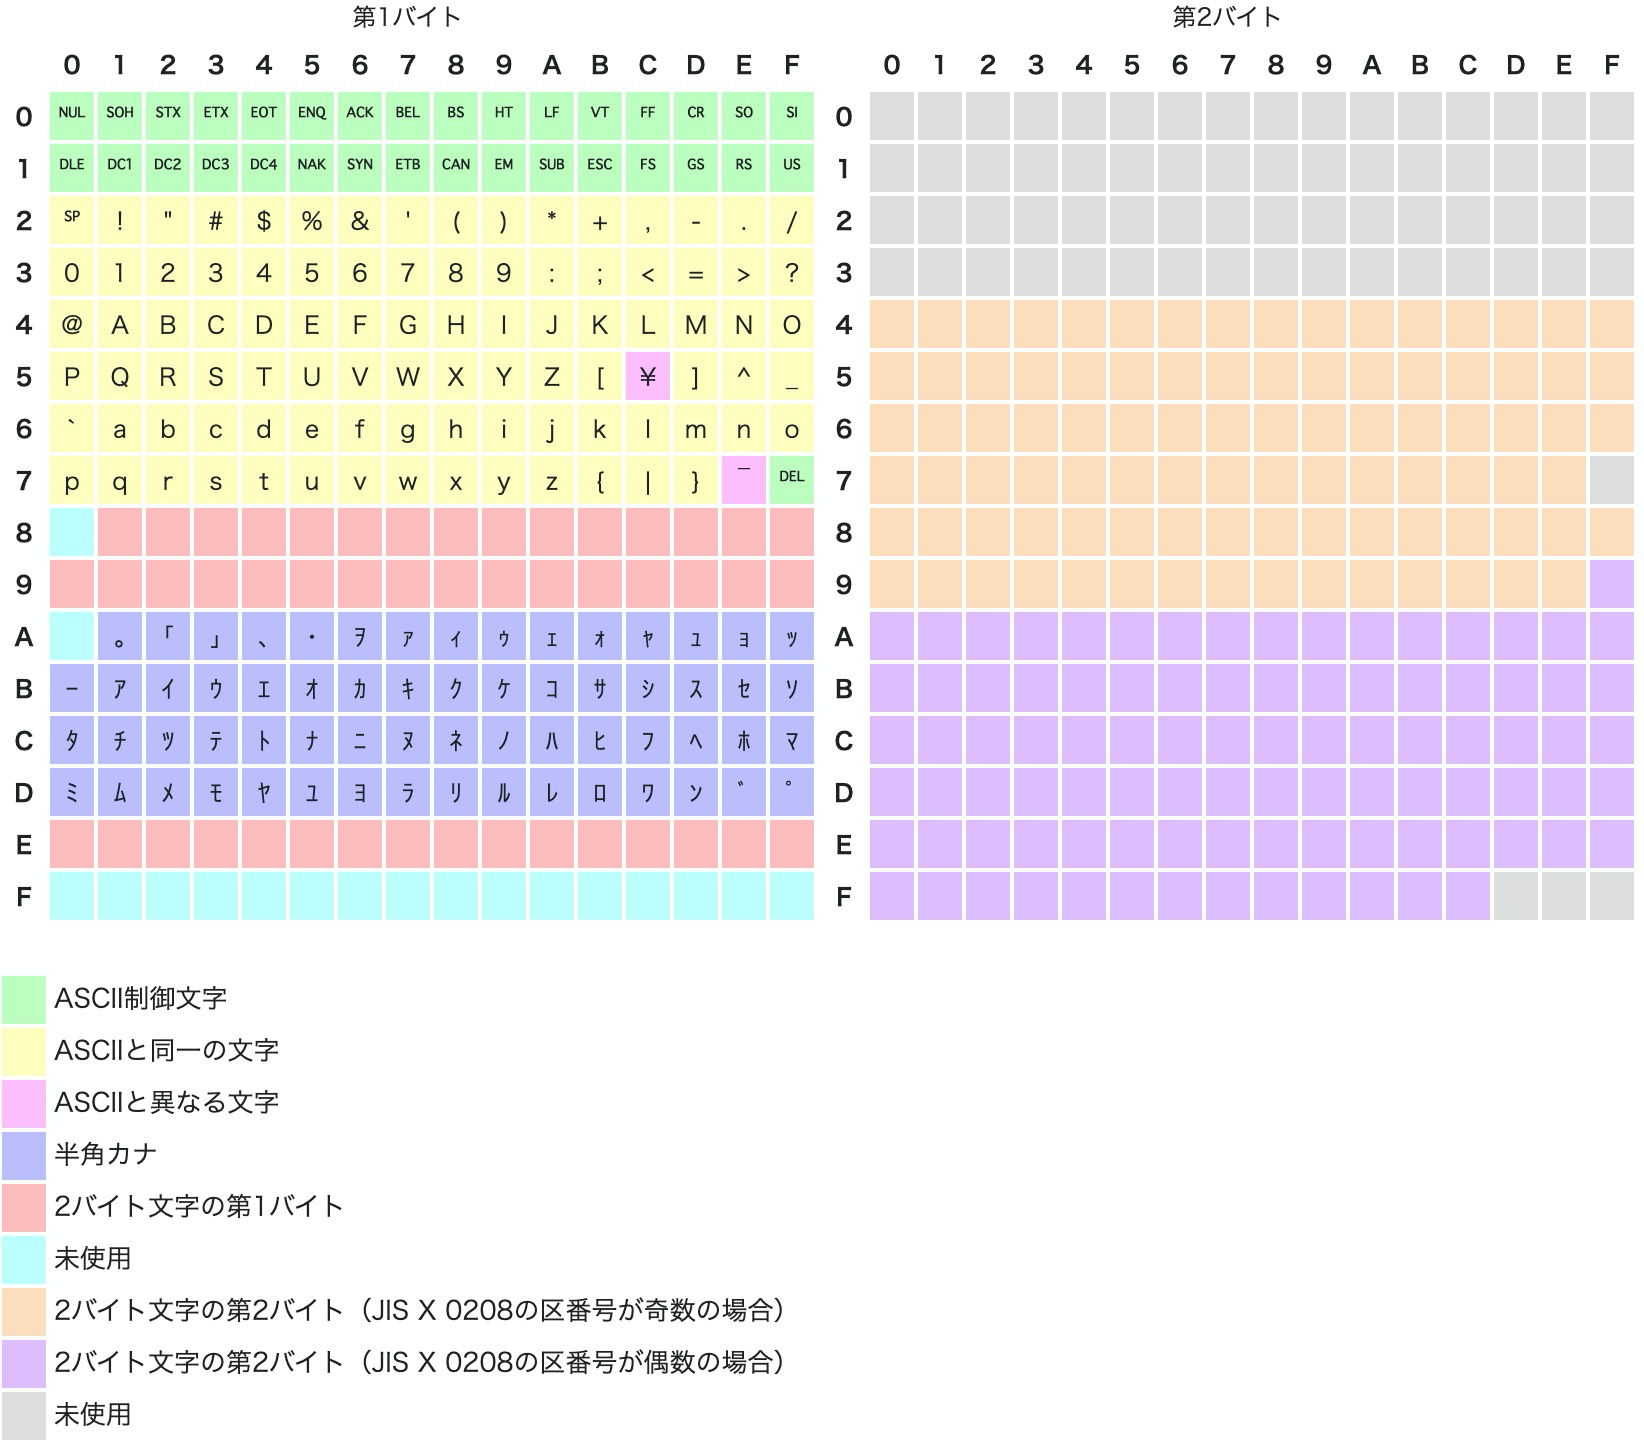 第1バイト 第2バイト
0 1 2 3 4 5 6 7 8 9 A B C D E F 0 1 2 3 4 5 6 7 8 9 A B C D E F
0 NUL SOH STX ETX EOT ENQ ACK BEL BS HT LF VT FF CR SO SI 0
1 DLE DC1 DC2 DC3 DC4 NAK SYN ETB CAN EM SUB ESC FS GS RS US 1
2 SP ! " # $ % & ' ( ) * + , - . / 2
3 0 1 2 3 4 5 6 7 8 9 : ; < = > ? 3
4 @ A B C D E F G H I J K L M N O 4
5 P Q R S T U V W X Y Z [ ¥ ] ^ _ 5
6 ` a b c d e f g h i j k l m n o 6
7 p q r s t u v w x y z { | } ‾ DEL 7
8 8
9 9
A ｡ ｢ ｣ ､ ･ ｦ ｧ ｨ ｩ ｪ ｫ ｬ ｭ ｮ ｯ A
B ｰ ｱ ｲ ｳ ｴ ｵ ｶ ｷ ｸ ｹ ｺ ｻ ｼ ｽ ｾ ｿ B
C ﾀ ﾁ ﾂ ﾃ ﾄ ﾅ ﾆ ﾇ ﾈ ﾉ ﾊ ﾋ ﾌ ﾍ ﾎ ﾏ C
D ﾐ ﾑ ﾒ ﾓ ﾔ ﾕ ﾖ ﾗ ﾘ ﾙ ﾚ ﾛ ﾜ ﾝ ﾞ ﾟ D
E E
F F
ASCII制御文字
ASCIIと同一の文字
ASCIIと異なる文字
半角カナ
2バイト文字の第1バイト
未使用
2バイト文字の第2バイト（JIS X 0208の区番号が奇数の場合）
2バイト文字の第2バイト（JIS X 0208の区番号が偶数の場合）
未使用